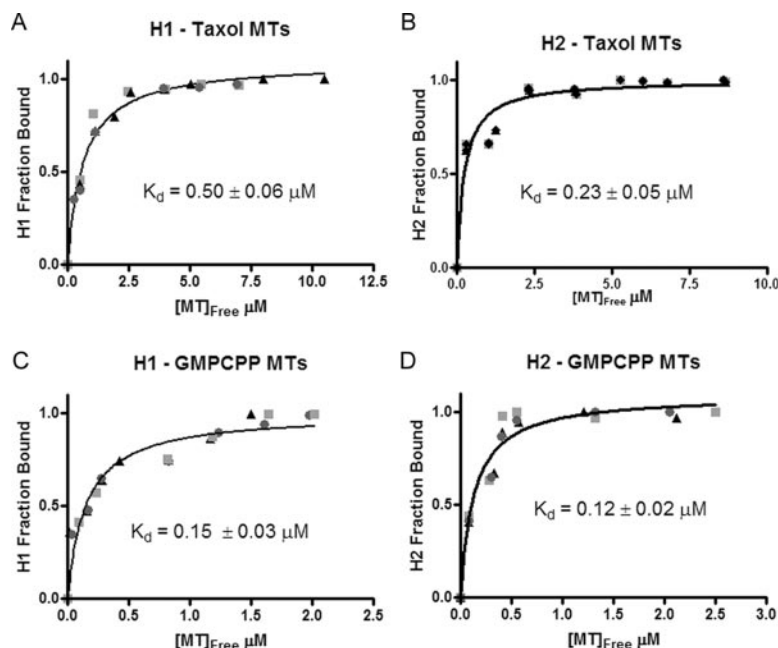 A
H1 - Taxol MTs
H1 Fraction Bound
1.0
0.5
0.0
K_d = 0.50 ± 0.06 μM
0.0 2.5 5.0 7.5 10.0 12.5
[MT]Free μM
B
H2 - Taxol MTs
H2 Fraction Bound
1.0
0.5
0.0
K_d = 0.23 ± 0.05 μM
0.0 2.5 5.0 7.5 10.0
[MT]Free μM
C
H1 - GMPCPP MTs
H1 Fraction Bound
1.0
0.5
0.0
K_d = 0.15 ± 0.03 μM
0.0 0.5 1.0 1.5 2.0 2.5
[MT]Free μM
D
H2 - GMPCPP MTs
H2 Fraction Bound
1.0
0.5
0.0
K_d = 0.12 ± 0.02 μM
0.0 0.5 1.0 1.5 2.0 2.5 3.0
[MT]Free μM